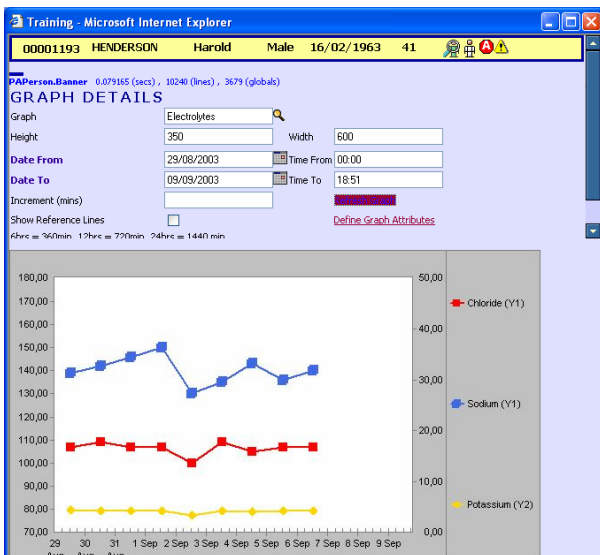 Training - Microsoft Internet Explorer
00001193 HENDERSON Harold Male 16/02/1963 41
PAPerson.Banner 0.079165 (secs) , 10240 (lines) , 3679 (globals)
GRAPH DETAILS
Graph Electrolytes
Height 350 Width 600
Date From 29/08/2003 Time From 00:00
Date To 09/09/2003 Time To 18:51
Increment (mins)
Show Reference Lines Define Graph Attributes
6hrs = 360min, 12hrs = 720min, 24hrs = 1440 min
180,00 50,00
170,00
Chloride (Y1)
160,00 40,00
150,00
140,00 30,00
130,00 Sodium (Y1)
120,00 20,00
110,00
100,00 10,00
90,00
80,00 Potassium (Y2)
70,00 0,00
29 30 31 1 Sep 2 Sep 3 Sep 4 Sep 5 Sep 6 Sep 7 Sep 8 Sep 9 Sep
Aug Aug Aug